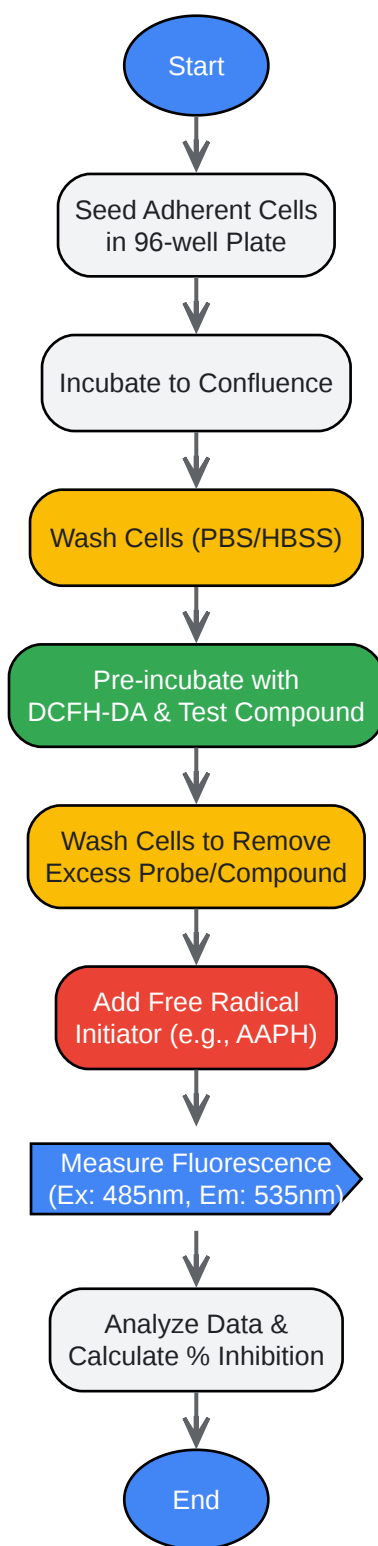 Start
Seed Adherent Cells
in 96-well Plate
Incubate to Confluence
Wash Cells (PBS/HBSS)
Pre-incubate with
DCFH-DA & Test Compound
Wash Cells to Remove
Excess Probe/Compound
Add Free Radical
Initiator (e.g., AAPH)
Measure Fluorescence
(Ex: 485nm, Em: 535nm)
Analyze Data &
Calculate % Inhibition
End